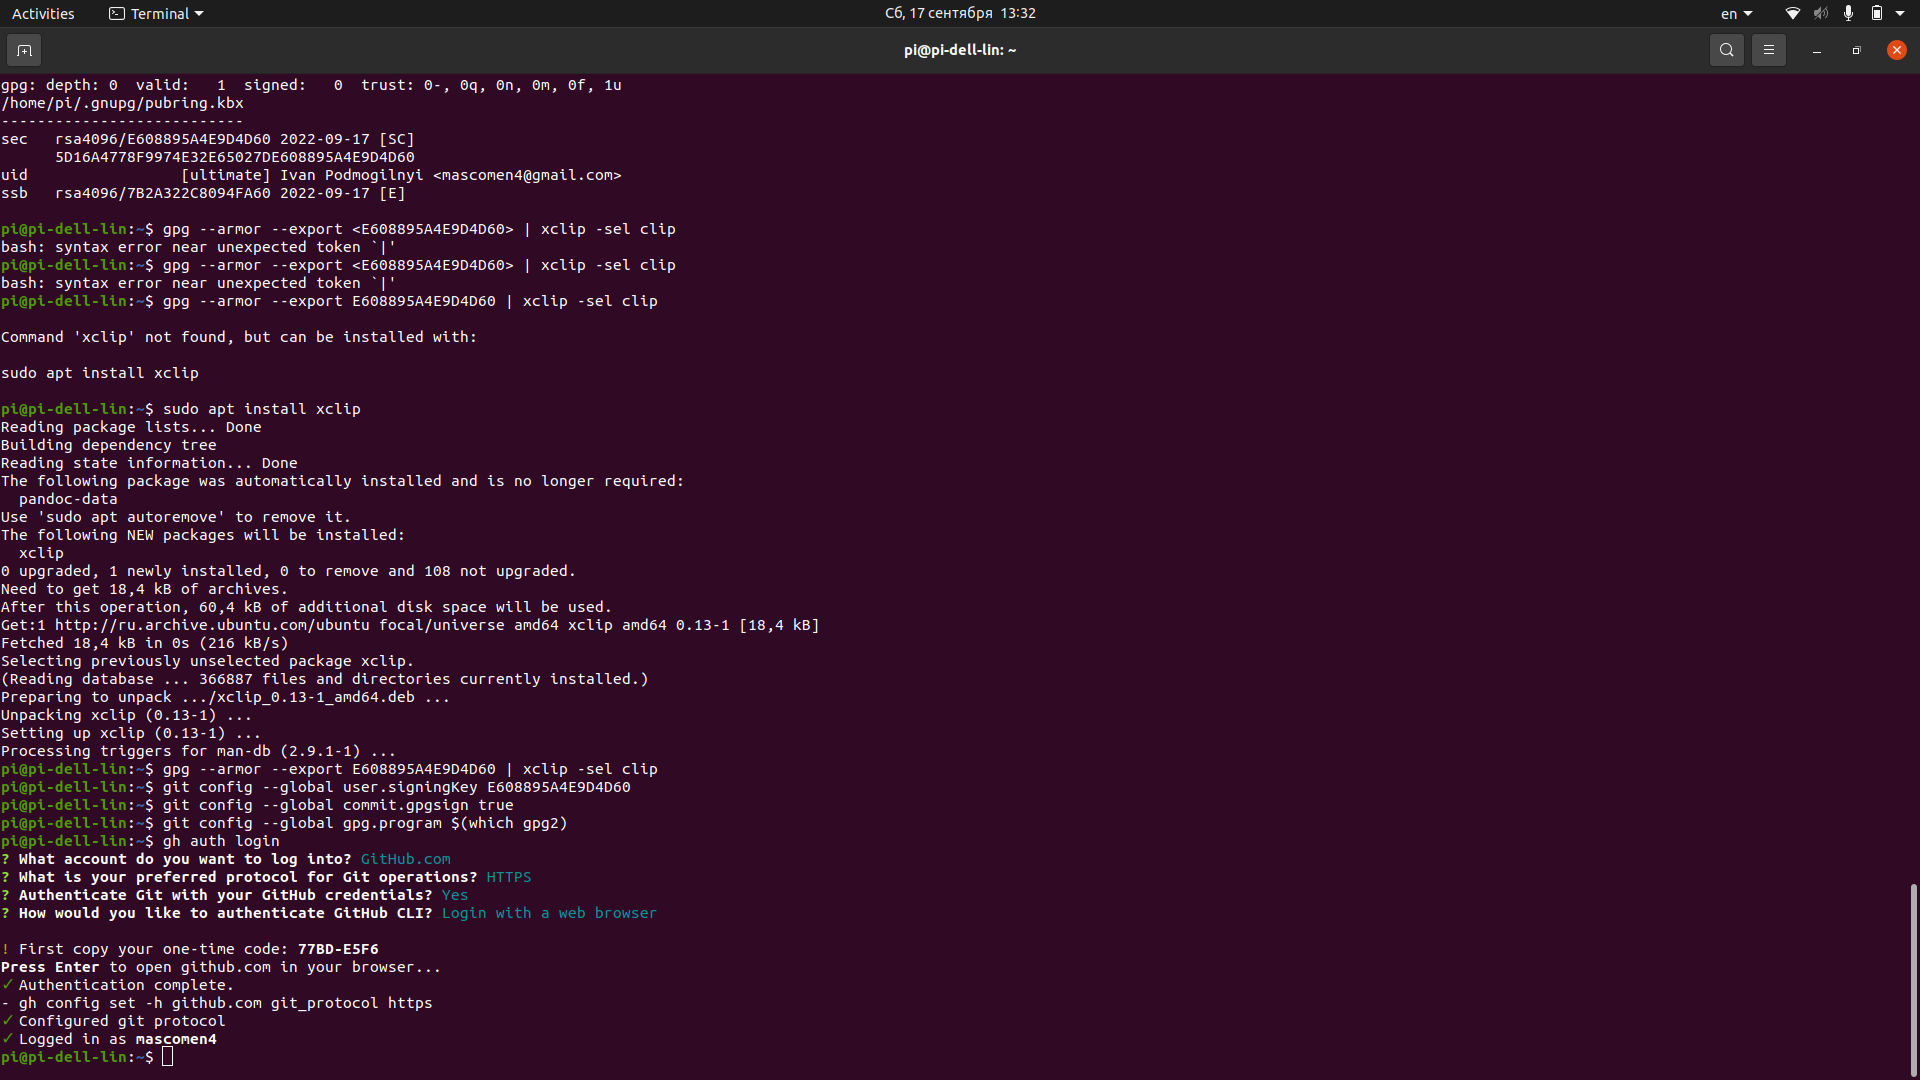 Activities Terminal Сб, 17 сентября 13:32 en
pi@pi-dell-lin: ~
gpg: depth: 0  valid:   1  signed:   0  trust: 0-, 0q, 0n, 0m, 0f, 1u
/home/pi/.gnupg/pubring.kbx
---------------------------
sec   rsa4096/E608895A4E9D4D60 2022-09-17 [SC]
      5D16A4778F9974E32E65027DE608895A4E9D4D60
uid                 [ultimate] Ivan Podmogilnyi <mascomen4@gmail.com>
ssb   rsa4096/7B2A322C8094FA60 2022-09-17 [E]
pi@pi-dell-lin:~$ gpg --armor --export <E608895A4E9D4D60> | xclip -sel clip
bash: syntax error near unexpected token `|'
pi@pi-dell-lin:~$ gpg --armor --export <E608895A4E9D4D60> | xclip -sel clip
bash: syntax error near unexpected token `|'
pi@pi-dell-lin:~$ gpg --armor --export E608895A4E9D4D60 | xclip -sel clip
Command 'xclip' not found, but can be installed with:
sudo apt install xclip
pi@pi-dell-lin:~$ sudo apt install xclip
Reading package lists... Done
Building dependency tree
Reading state information... Done
The following package was automatically installed and is no longer required:
  pandoc-data
Use 'sudo apt autoremove' to remove it.
The following NEW packages will be installed:
  xclip
0 upgraded, 1 newly installed, 0 to remove and 108 not upgraded.
Need to get 18,4 kB of archives.
After this operation, 60,4 kB of additional disk space will be used.
Get:1 http://ru.archive.ubuntu.com/ubuntu focal/universe amd64 xclip amd64 0.13-1 [18,4 kB]
Fetched 18,4 kB in 0s (216 kB/s)
Selecting previously unselected package xclip.
(Reading database ... 366887 files and directories currently installed.)
Preparing to unpack .../xclip_0.13-1_amd64.deb ...
Unpacking xclip (0.13-1) ...
Setting up xclip (0.13-1) ...
Processing triggers for man-db (2.9.1-1) ...
pi@pi-dell-lin:~$ gpg --armor --export E608895A4E9D4D60 | xclip -sel clip
pi@pi-dell-lin:~$ git config --global user.signingKey E608895A4E9D4D60
pi@pi-dell-lin:~$ git config --global commit.gpgsign true
pi@pi-dell-lin:~$ git config --global gpg.program $(which gpg2)
pi@pi-dell-lin:~$ gh auth login
? What account do you want to log into? GitHub.com
? What is your preferred protocol for Git operations? HTTPS
? Authenticate Git with your GitHub credentials? Yes
? How would you like to authenticate GitHub CLI? Login with a web browser
! First copy your one-time code: 77BD-E5F6
Press Enter to open github.com in your browser...
✓ Authentication complete.
- gh config set -h github.com git_protocol https
✓ Configured git protocol
✓ Logged in as mascomen4
pi@pi-dell-lin:~$